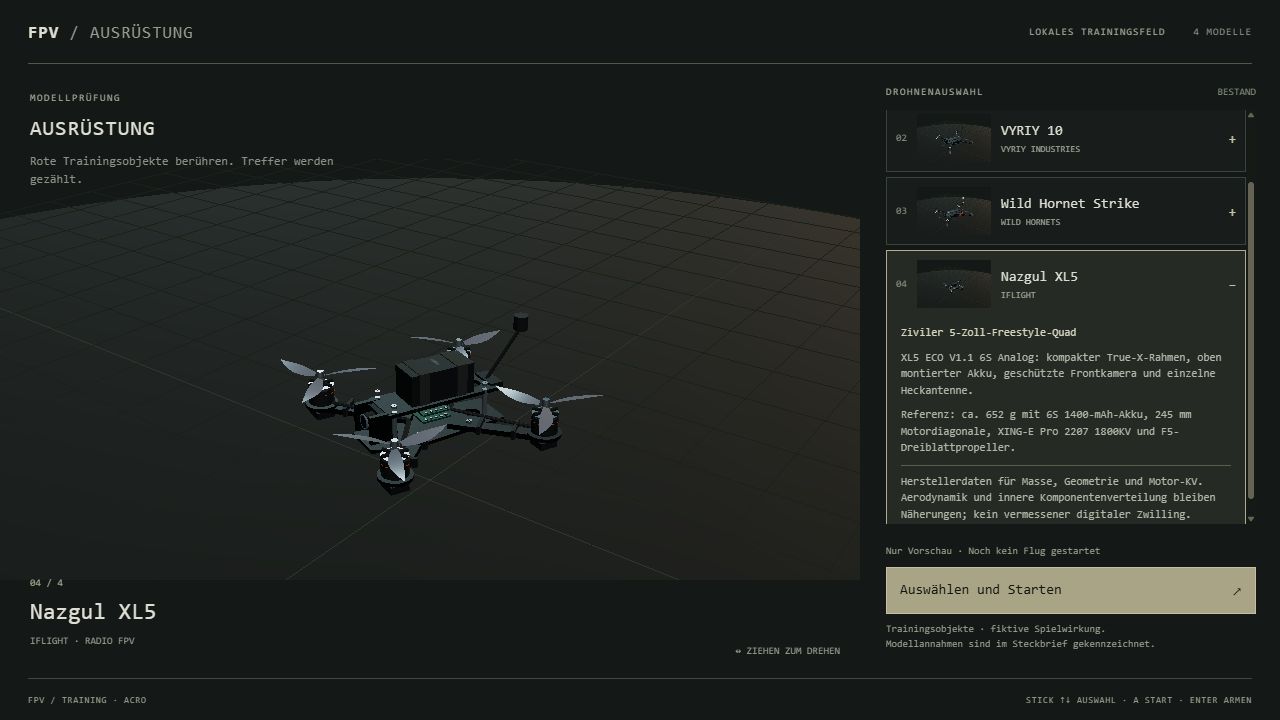 FPV / AUSRÜSTUNG
LOKALES TRAININGSFELD
4 MODELLE
MODELLPRÜFUNG
AUSRÜSTUNG
Rote Trainingsobjekte berühren. Treffer werden
gezählt.
DROHNENAUSWAHL
BESTAND
02
VYRIY 10
VYRIY INDUSTRIES
+
03
Wild Hornet Strike
WILD HORNETS
+
04
Nazgul XL5
IFLIGHT
−
Ziviler 5-Zoll-Freestyle-Quad
XL5 ECO V1.1 6S Analog: kompakter True-X-Rahmen, oben
montierter Akku, geschützte Frontkamera und einzelne
Heckantenne.
Referenz: ca. 652 g mit 6S 1400-mAh-Akku, 245 mm
Motordiagonale, XING-E Pro 2207 1800KV und F5-
Dreiblattpropeller.
Herstellerdaten für Masse, Geometrie und Motor-KV.
Aerodynamik und innere Komponentenverteilung bleiben
Näherungen; kein vermessener digitaler Zwilling.
Nur Vorschau · Noch kein Flug gestartet
Auswählen und Starten ↗
Trainingsobjekte · fiktive Spielwirkung.
Modellannahmen sind im Steckbrief gekennzeichnet.
04 / 4
Nazgul XL5
IFLIGHT · RADIO FPV
⇔ ZIEHEN ZUM DREHEN
FPV / TRAINING · ACRO
STICK ↑↓ AUSWAHL · A START · ENTER ARMEN